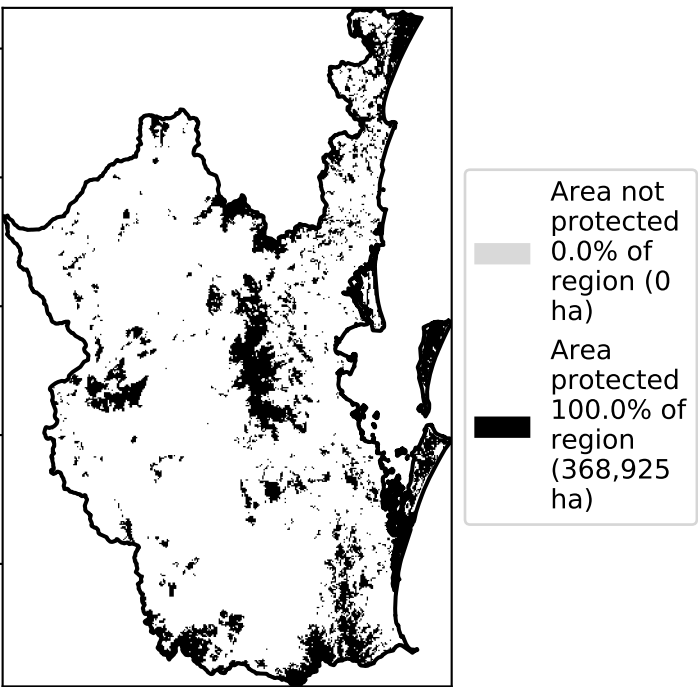 Area not
protected
0.0% of
region (0
ha)
Area
protected
100.0% of
region
(368,925
ha)